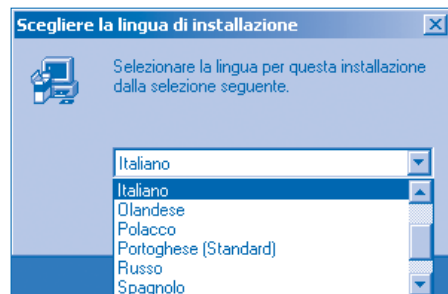 Scegliere la lingua di installazione
Selezionare la lingua per questa installazione
dalla selezione seguente.
Italiano
Italiano
Olandese
Polacco
Portoghese (Standard)
Russo
Spagnolo